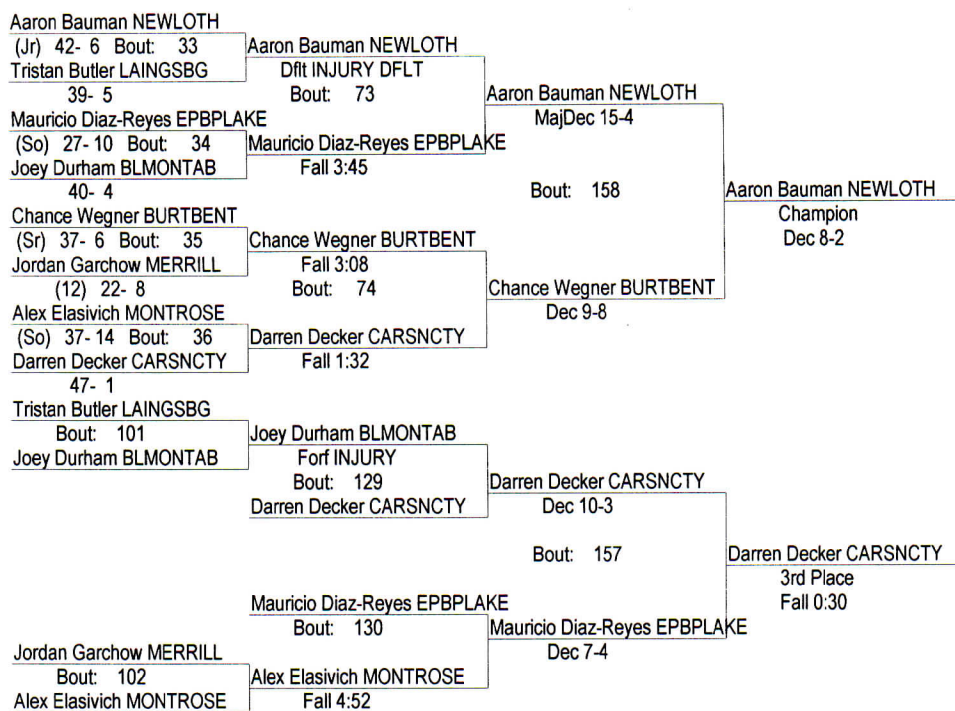 Aaron Bauman NEWLOTH
(Jr) 42- 6 Bout: 33
Tristan Butler LAINGSBG
39- 5
Mauricio Diaz-Reyes EPBPLAKE
(So) 27- 10 Bout: 34
Joey Durham BLMONTAB
40- 4
Chance Wegner BURTBENT
(Sr) 37- 6 Bout: 35
Jordan Garchow MERRILL
(12) 22- 8
Alex Elasivich MONTROSE
(So) 37- 14 Bout: 36
Darren Decker CARSNCTY
47- 1
Aaron Bauman NEWLOTH
Dflt INJURY DFLT
Bout: 73
Mauricio Diaz-Reyes EPBPLAKE
Fall 3:45
Chance Wegner BURTBENT
Fall 3:08
Bout: 74
Darren Decker CARSNCTY
Fall 1:32
Aaron Bauman NEWLOTH
MajDec 15-4
Bout: 158
Chance Wegner BURTBENT
Dec 9-8
Aaron Bauman NEWLOTH
Champion
Dec 8-2
Tristan Butler LAINGSBG
Bout: 101
Joey Durham BLMONTAB
Jordan Garchow MERRILL
Bout: 102
Alex Elasivich MONTROSE
Joey Durham BLMONTAB
Forf INJURY
Bout: 129
Darren Decker CARSNCTY
Mauricio Diaz-Reyes EPBPLAKE
Bout: 130
Alex Elasivich MONTROSE
Fall 4:52
Darren Decker CARSNCTY
Dec 10-3
Bout: 157
Mauricio Diaz-Reyes EPBPLAKE
Dec 7-4
Darren Decker CARSNCTY
3rd Place
Fall 0:30